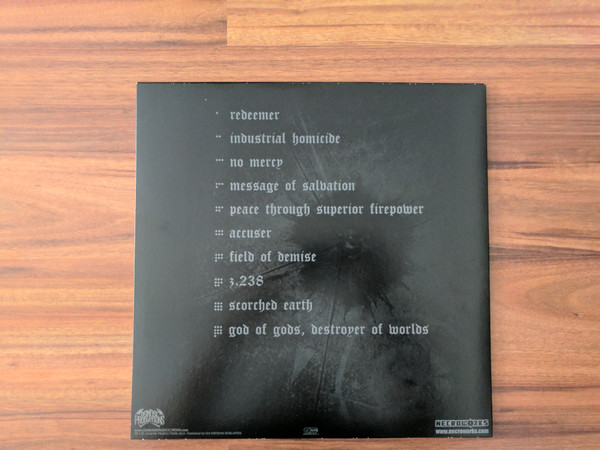 redeemer
industrial homicide
no mercy
message of salvation
peace through superior firepower
accuser
field of demise
3.238
scorched earth
god of gods, destroyer of worlds
NECROWORKS
www.necroworks.com